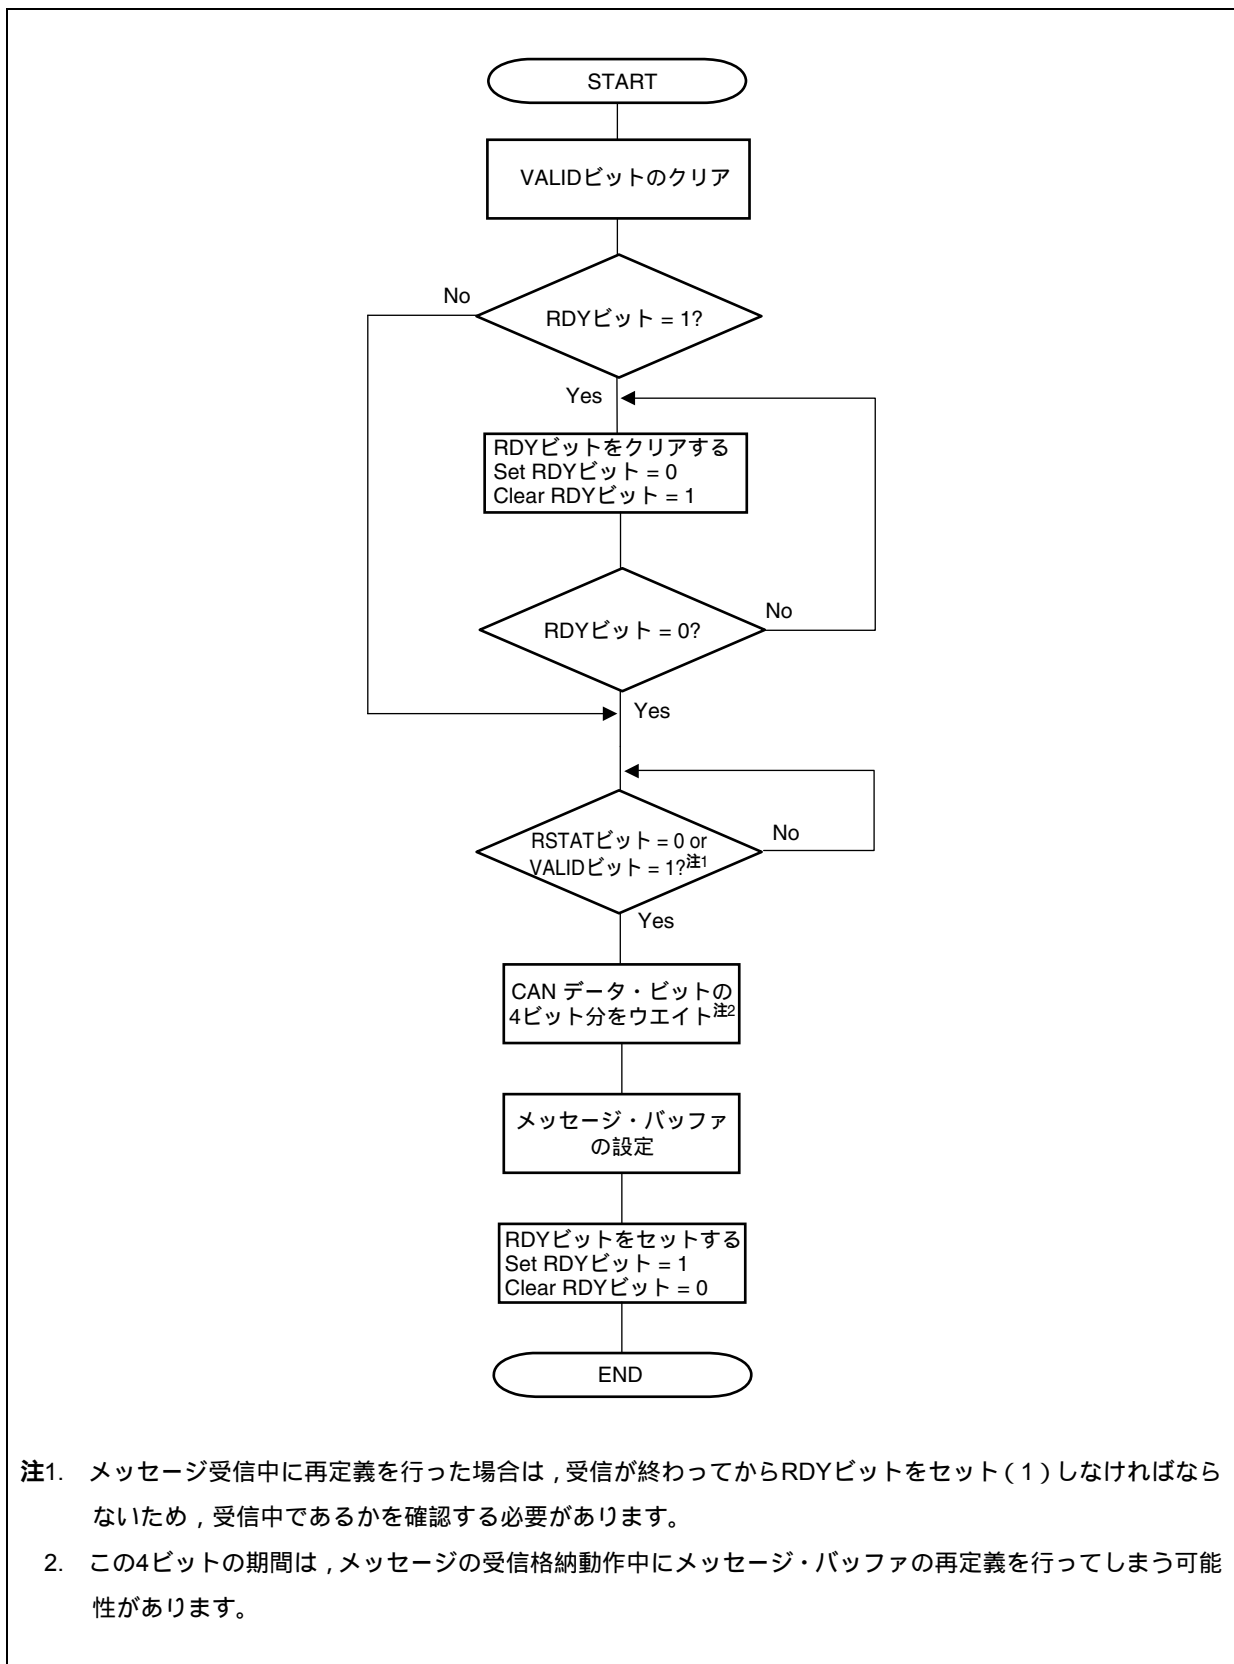 START
VALIDビットのクリア
No
RDYビット = 1?
Yes
RDYビットをクリアする
Set RDYビット = 0
Clear RDYビット = 1
RDYビット = 0?
No
Yes
RSTATビット = 0 or
VALIDビット = 1?注1
No
Yes
CAN データ・ビットの
4ビット分をウエイト注2
メッセージ・バッファ
の設定
RDYビットをセットする
Set RDYビット = 1
Clear RDYビット = 0
END
注1. メッセージ受信中に再定義を行った場合は，受信が終わってからRDYビットをセット（1）しなければなら
ないため，受信中であるかを確認する必要があります。
2. この4ビットの期間は，メッセージの受信格納動作中にメッセージ・バッファの再定義を行ってしまう可能
性があります。